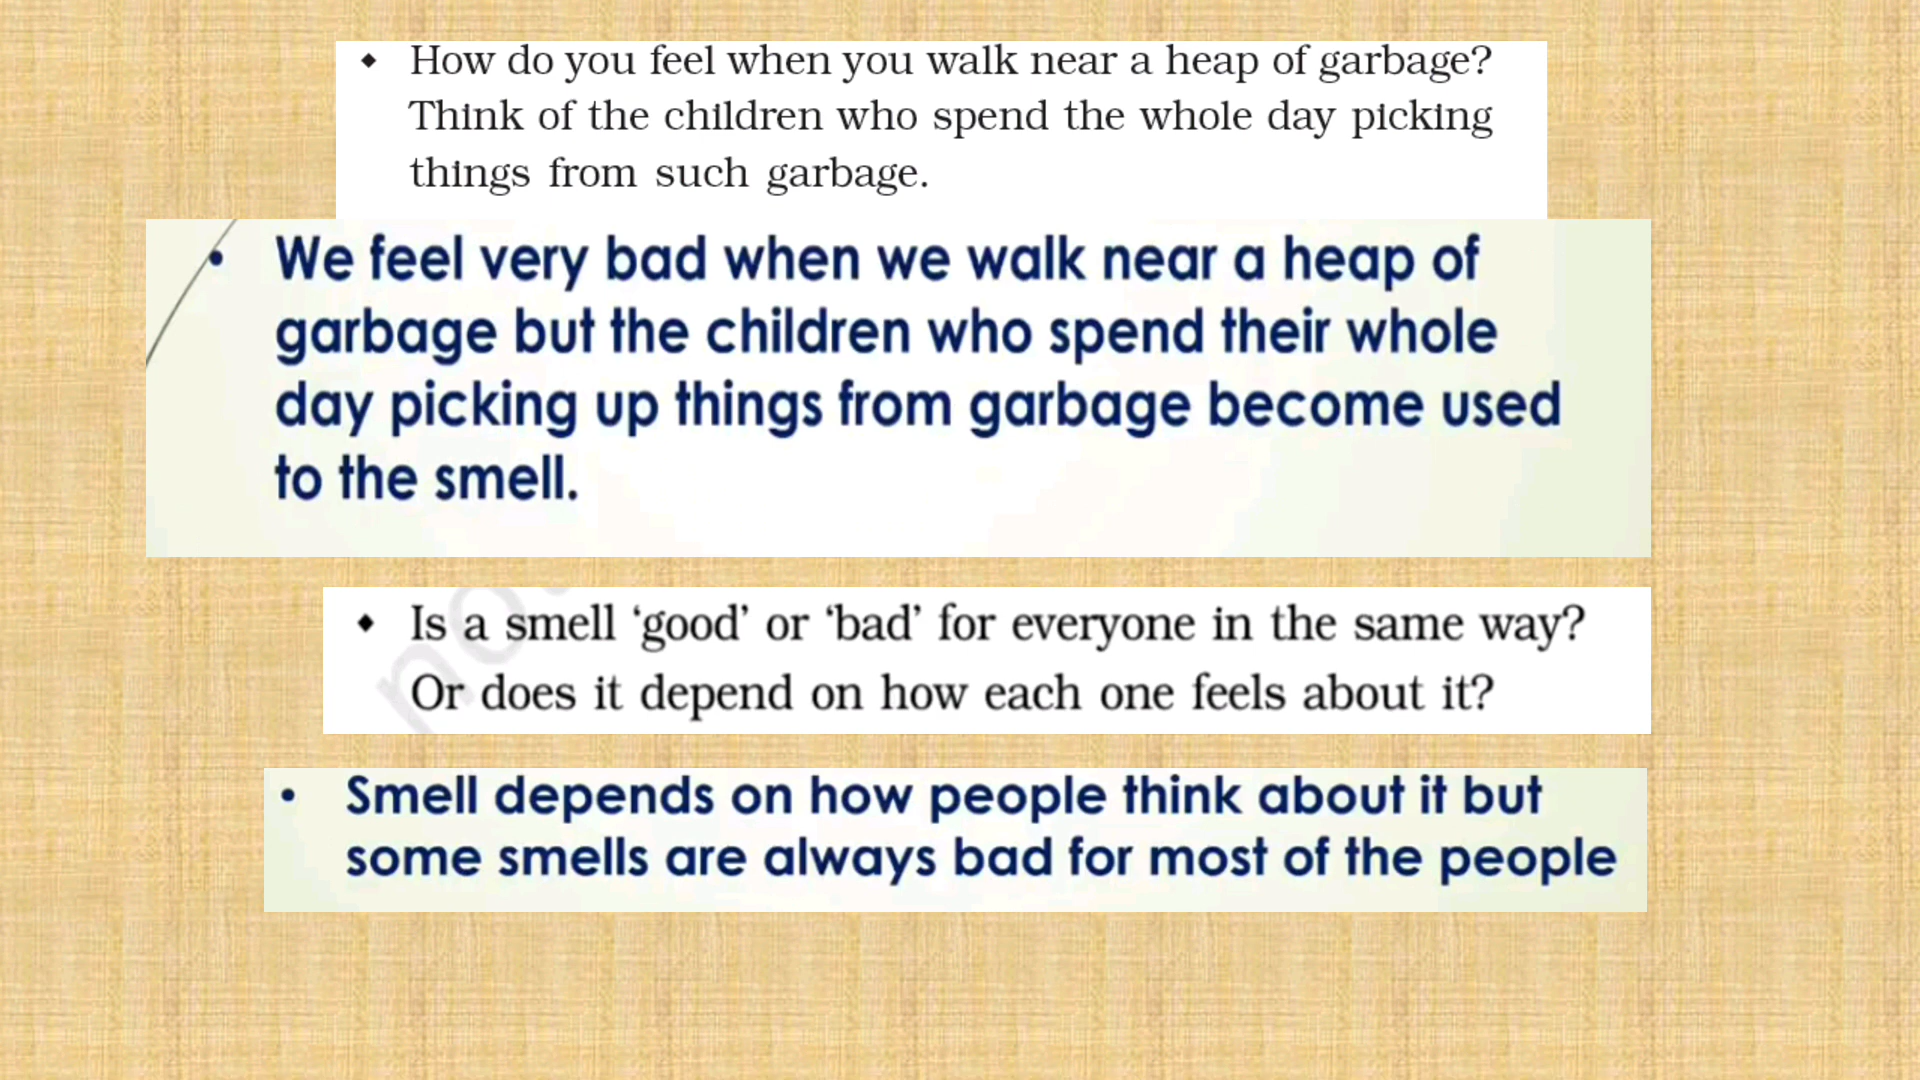 ◆ How do you feel when you walk near a heap of garbage?
Think of the children who spend the whole day picking
things from such garbage.
• We feel very bad when we walk near a heap of
garbage but the children who spend their whole
day picking up things from garbage become used
to the smell.
◆ Is a smell ‘good’ or ‘bad’ for everyone in the same way?
Or does it depend on how each one feels about it?
• Smell depends on how people think about it but
some smells are always bad for most of the people